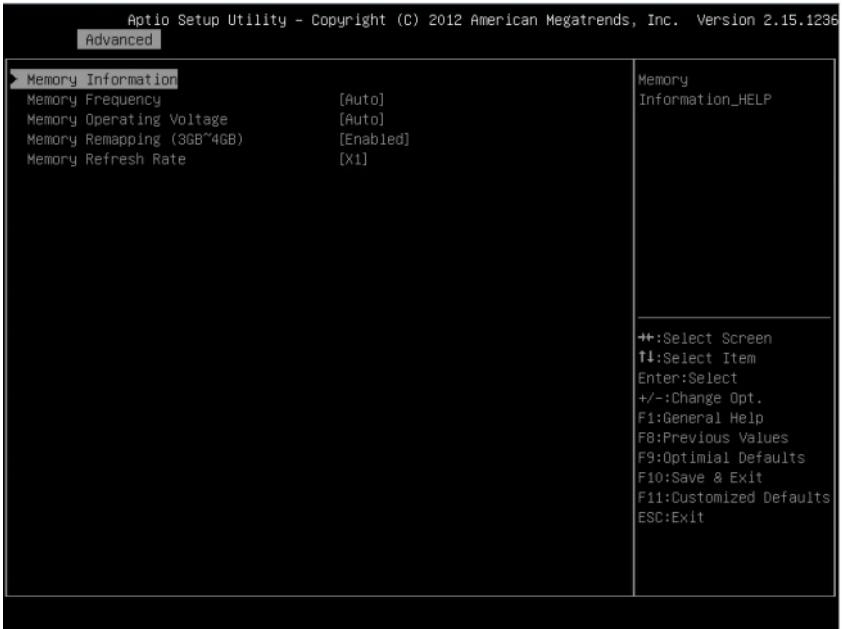 Aptio Setup Utility – Copyright (C) 2012 American Megatrends, Inc. Version 2.15.1236
Advanced
Memory Information
Memory Frequency [Auto]
Memory Operating Voltage [Auto]
Memory Remapping (3GB~4GB) [Enabled]
Memory Refresh Rate [X1]
Memory
Information_HELP
→←:Select Screen
↑↓:Select Item
Enter:Select
+/-:Change Opt.
F1:General Help
F8:Previous Values
F9:Optimial Defaults
F10:Save & Exit
F11:Customized Defaults
ESC:Exit